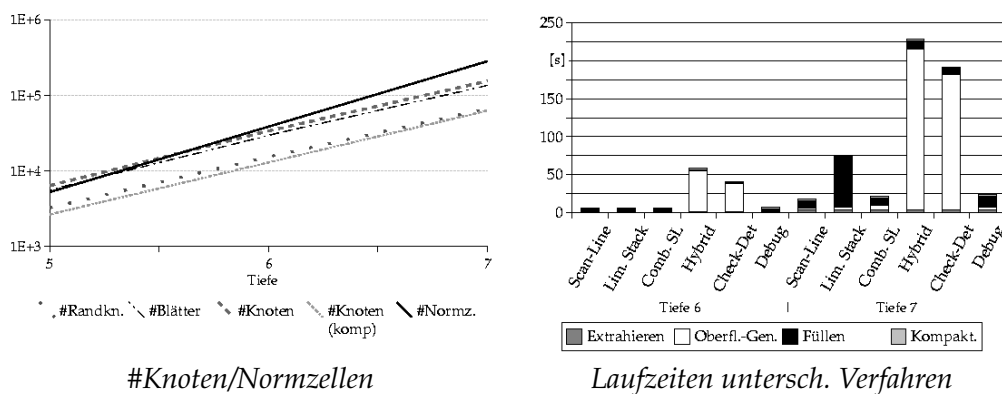 1E+6
1E+5
1E+4
1E+3
5
6
7
Tiefe
#Randkn.
#Blätter
#Knoten
#Knoten
(komp)
#Normz.
#Knoten/Normzellen
250
[s]
150
100
50
0
Scan-Line
Lim. Stack
Comb. SL
Hybrid
Check-Det
Debug
Scan-Line
Lim. Stack
Comb. SL
Hybrid
Check-Det
Debug
Tiefe 6
Tiefe 7
Extrahieren
Oberfl.-Gen.
Füllen
Kompakt.
Laufzeiten untersch. Verfahren